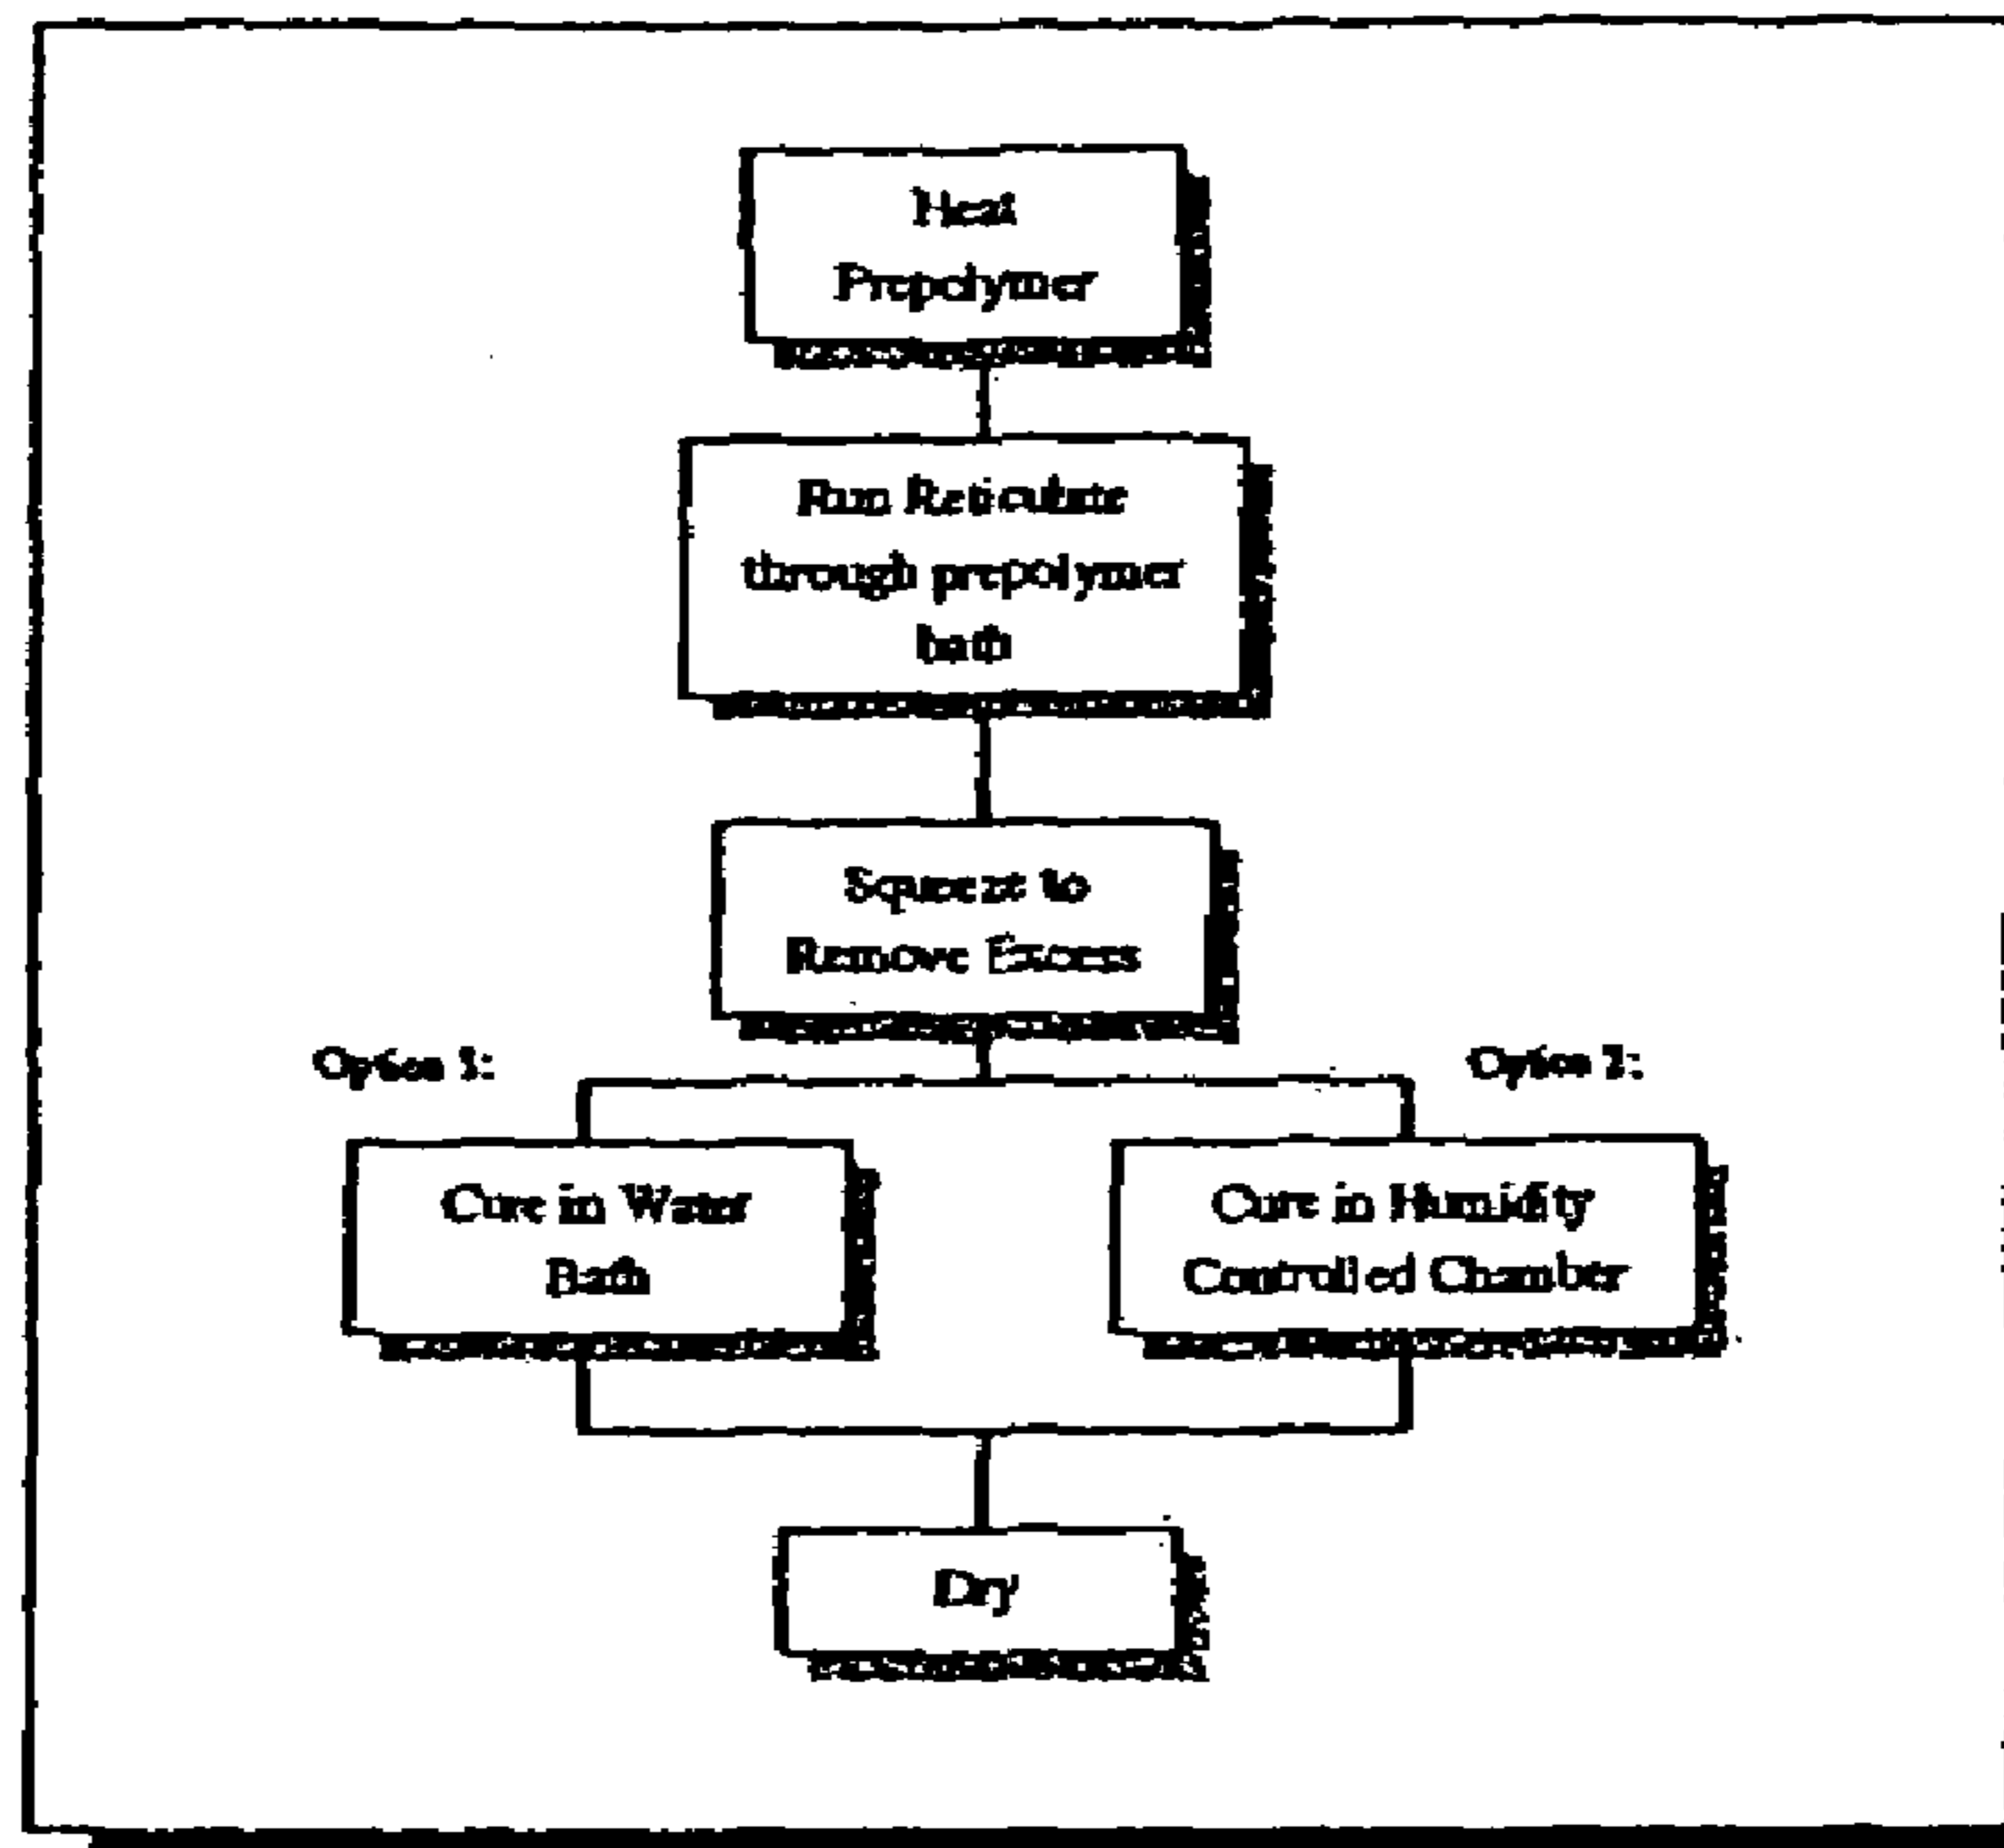 Heat
Prepolymer
Run Reticulate
through prepolymer
bath
Squeeze to
Remove Excess
Option 1:
Option 2:
Cure in Water
Bath
Cure in Humidity
Controlled Chamber
Dry